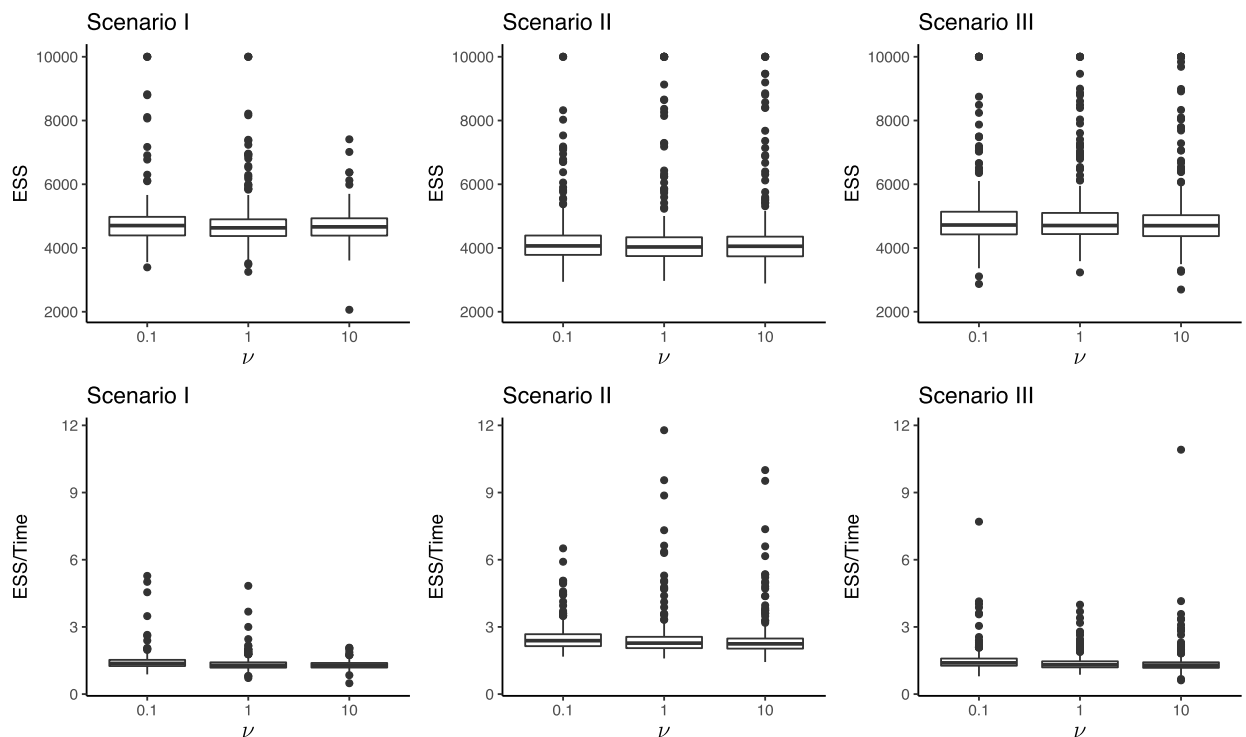 Scenario I
10000
8000
6000
4000
2000
ESS
0.1 1 10
ν
Scenario II
10000
8000
6000
4000
2000
ESS
0.1 1 10
ν
Scenario III
10000
8000
6000
4000
2000
ESS
0.1 1 10
ν
Scenario I
12
9
6
3
0
ESS/Time
0.1 1 10
ν
Scenario II
12
9
6
3
0
ESS/Time
0.1 1 10
ν
Scenario III
12
9
6
3
0
ESS/Time
0.1 1 10
ν